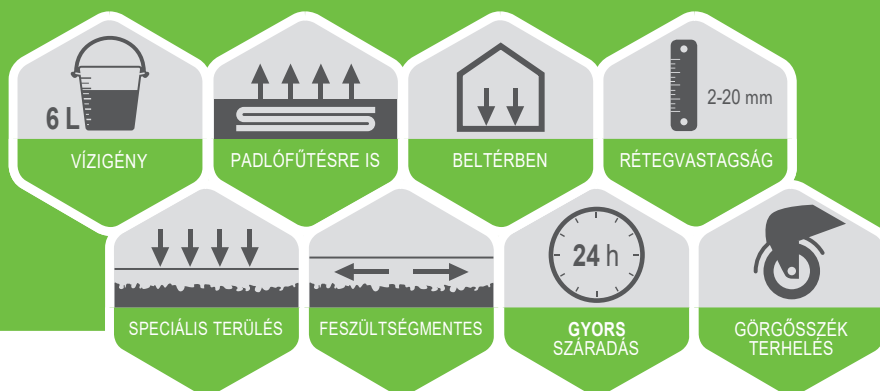 6 L
VÍZIGÉNY
PADLÓFŰTÉSRE IS
BELTÉRBEN
2-20 mm
RÉTEGVASTAGSÁG
SPECIÁLIS TERÜLÉS
FESZÜLTSÉGMENTES
24 h
GYORS
SZÁRADÁS
GÖRGŐSSZÉK
TERHELÉS